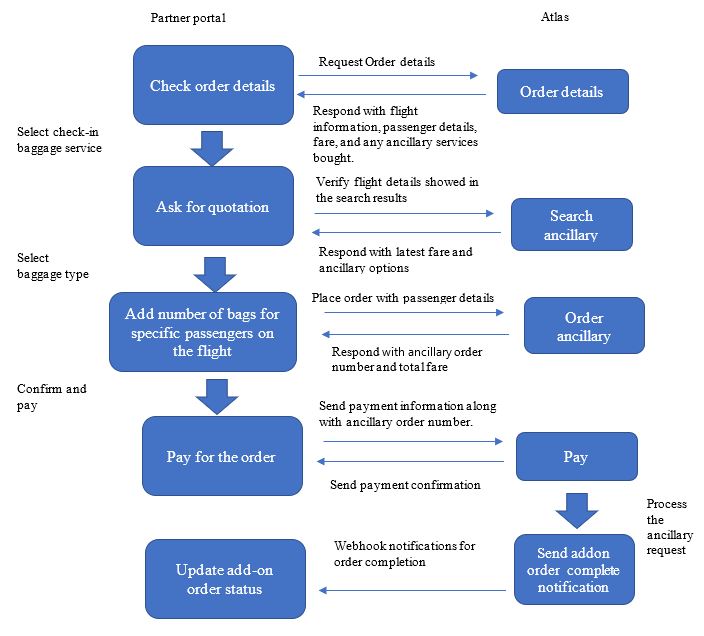 Partner portal
Atlas
Request Order details
Check order details
Order details
Respond with flight
information, passenger details,
fare, and any ancillary services
bought.
Select check-in
baggage service
Verify flight details showed in
the search results
Ask for quotation
Search
ancillary
Respond with latest fare and
ancillary options
Select
baggage type
Place order with passenger details
Add number of bags for
specific passengers on
the flight
Order
ancillary
Respond with ancillary order
number and total fare
Confirm and
pay
Send payment information along
with ancillary order number.
Pay for the order
Pay
Send payment confirmation
Process
the
ancillary
request
Webhook notifications for
order completion
Send addon
order complete
notification
Update add-on
order status